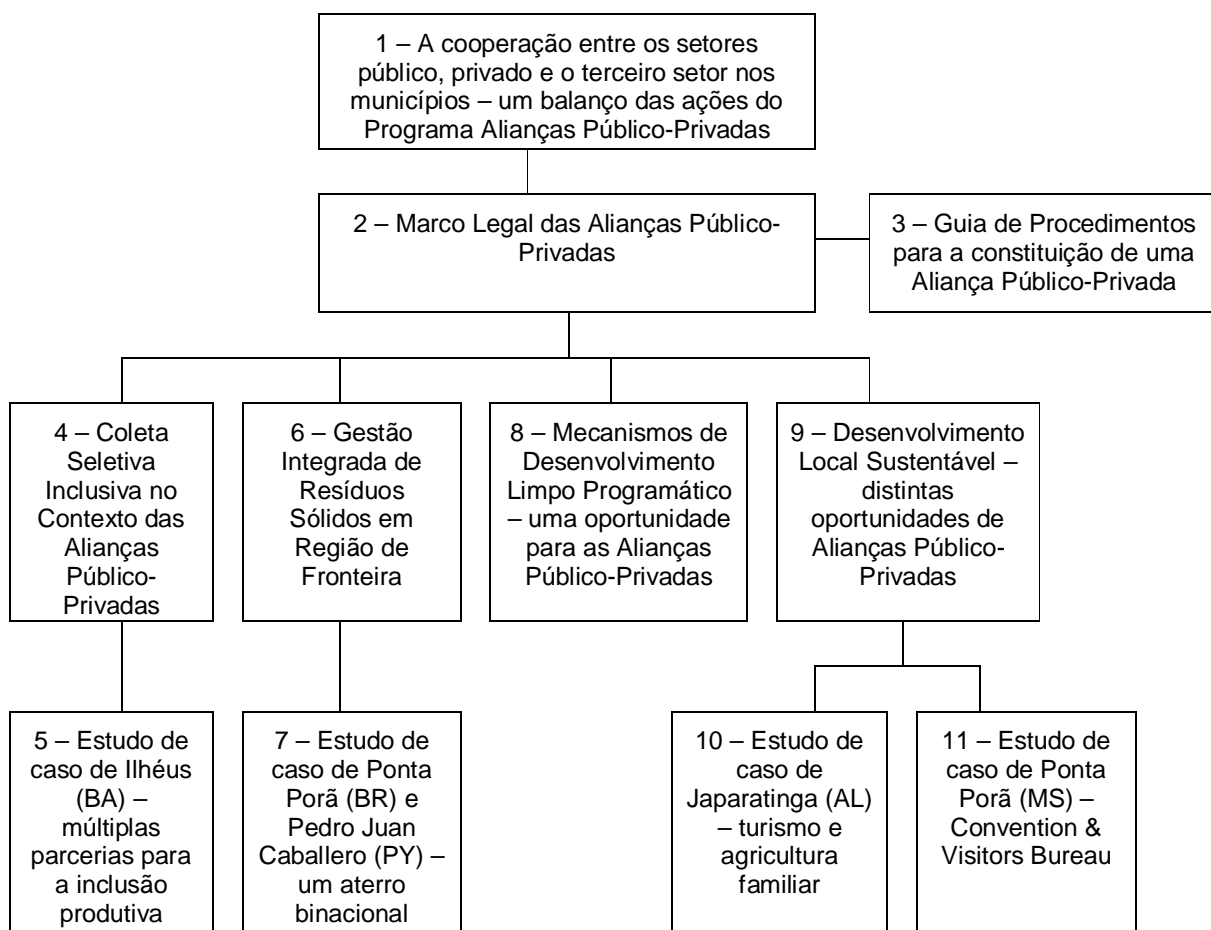 1 – A cooperação entre os setores
público, privado e o terceiro setor nos
municípios – um balanço das ações do
Programa Alianças Público-Privadas
2 – Marco Legal das Alianças Público-
Privadas
3 – Guia de Procedimentos
para a constituição de uma
Aliança Público-Privada
4 – Coleta
Seletiva
Inclusiva no
Contexto das
Alianças
Público-
Privadas
6 – Gestão
Integrada de
Resíduos
Sólidos em
Região de
Fronteira
8 – Mecanismos de
Desenvolvimento
Limpo Programático
– uma oportunidade
para as Alianças
Público-Privadas
9 – Desenvolvimento
Local Sustentável –
distintas
oportunidades de
Alianças Público-
Privadas
5 – Estudo de
caso de Ilhéus
(BA) –
múltiplas
parcerias para
a inclusão
produtiva
7 – Estudo de
caso de Ponta
Porã (BR) e
Pedro Juan
Caballero (PY) –
um aterro
binacional
10 – Estudo de
caso de
Japaratinga (AL)
– turismo e
agricultura
familiar
11 – Estudo de
caso de Ponta
Porã (MS) –
Convention &
Visitors Bureau